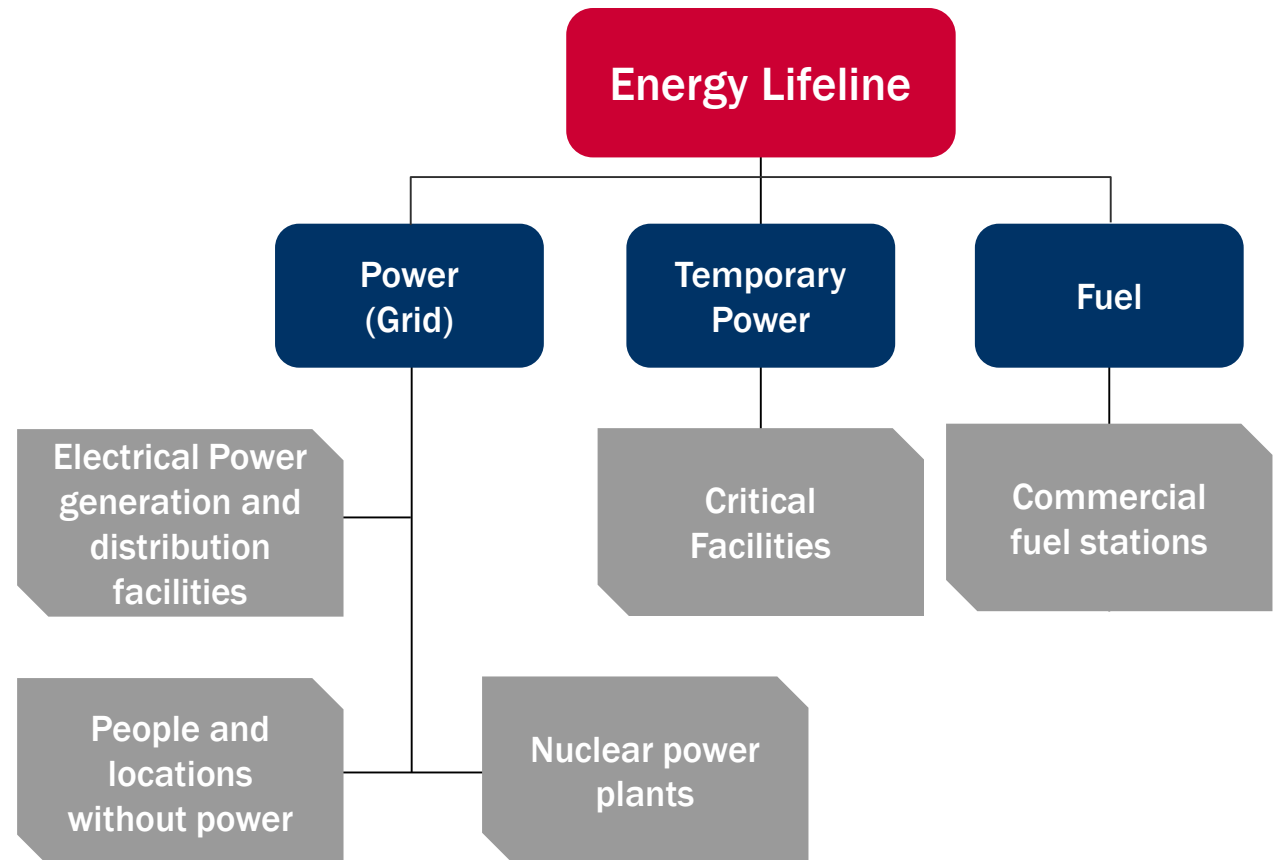 Energy Lifeline
Power
(Grid)
Temporary
Power
Fuel
Electrical Power
generation and
distribution
facilities
Critical
Facilities
Commercial
fuel stations
People and
locations
without power
Nuclear power
plants